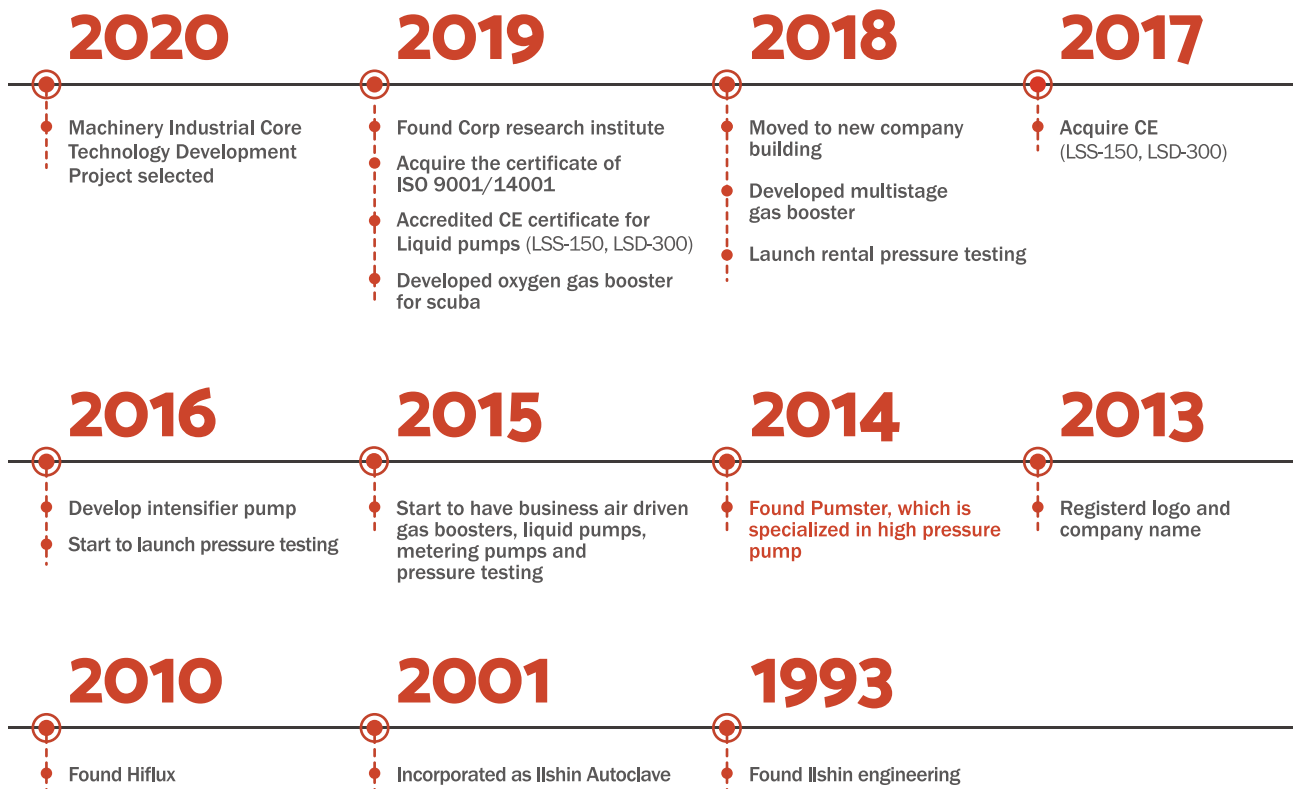 2020
Machinery Industrial Core
Technology Development
Project selected
2019
Found Corp research institute
Acquire the certificate of
ISO 9001/14001
Accredited CE certificate for
Liquid pumps (LSS-150, LSD-300)
Developed oxygen gas booster
for scuba
2018
Moved to new company
building
Developed multistage
gas booster
Launch rental pressure testing
2017
Acquire CE
(LSS-150, LSD-300)
2016
Develop intensifier pump
Start to launch pressure testing
2015
Start to have business air driven
gas boosters, liquid pumps,
metering pumps and
pressure testing
2014
Found Pumster, which is
specialized in high pressure
pump
2013
Registerd logo and
company name
2010
Found Hiflux
2001
Incorporated as Ilshin Autoclave
1993
Found Ilshin engineering